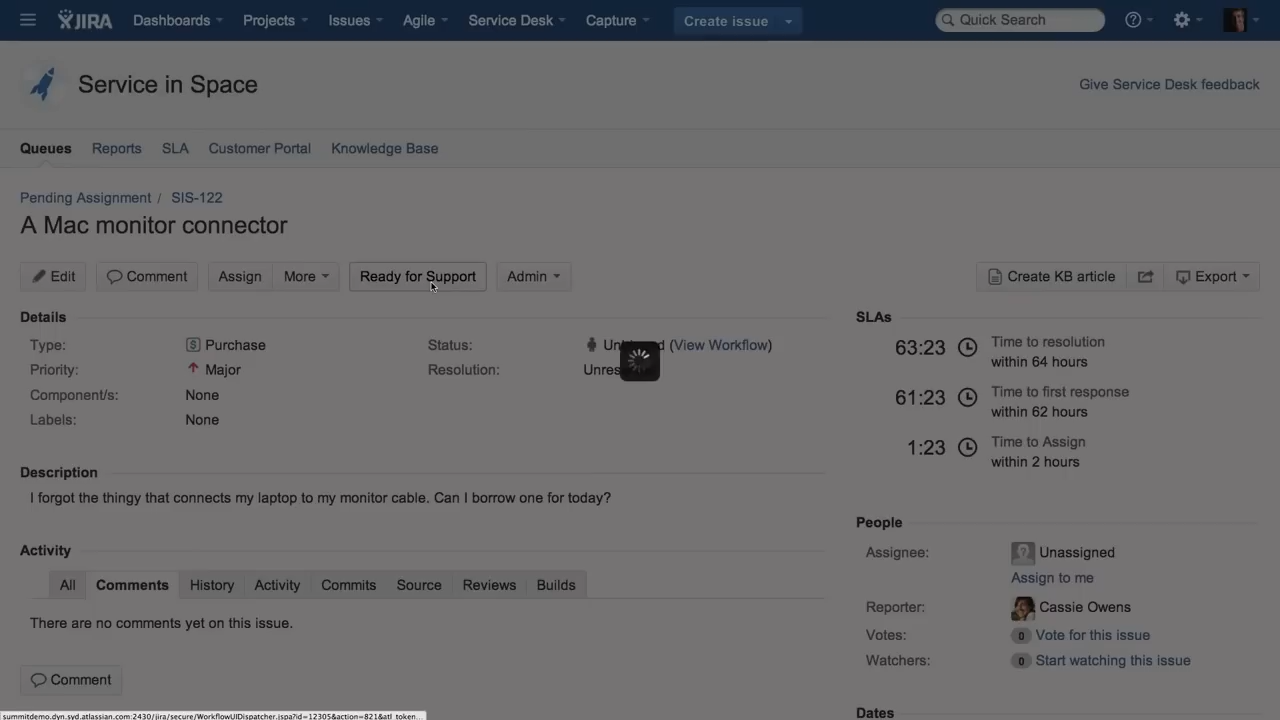 JIRA Dashboards Projects Issues Agile Service Desk Capture Create issue Quick Search
Service in Space
Give Service Desk feedback
Queues Reports SLA Customer Portal Knowledge Base
Pending Assignment / SIS-122
A Mac monitor connector
Edit Comment Assign More Ready for Support Admin Create KB article Export
Details
Type: Purchase
Status: (View Workflow)
Priority: Major
Resolution:
Component/s: None
Labels: None
SLAs
63:23 Time to resolution
within 64 hours
61:23 Time to first response
within 62 hours
1:23 Time to Assign
within 2 hours
Description
I forgot the thingy that connects my laptop to my monitor cable. Can I borrow one for today?
Activity
All Comments History Activity Commits Source Reviews Builds
There are no comments yet on this issue.
Comment
People
Assignee: Unassigned
Assign to me
Reporter: Cassie Owens
Votes: 0 Vote for this issue
Watchers: 0 Start watching this issue
Dates
summitdemo.dyn.syd.atlassian.com:2430/jira/secure/WorkflowUIDispatcher.jspa?id=12305&action=821&atl_token...